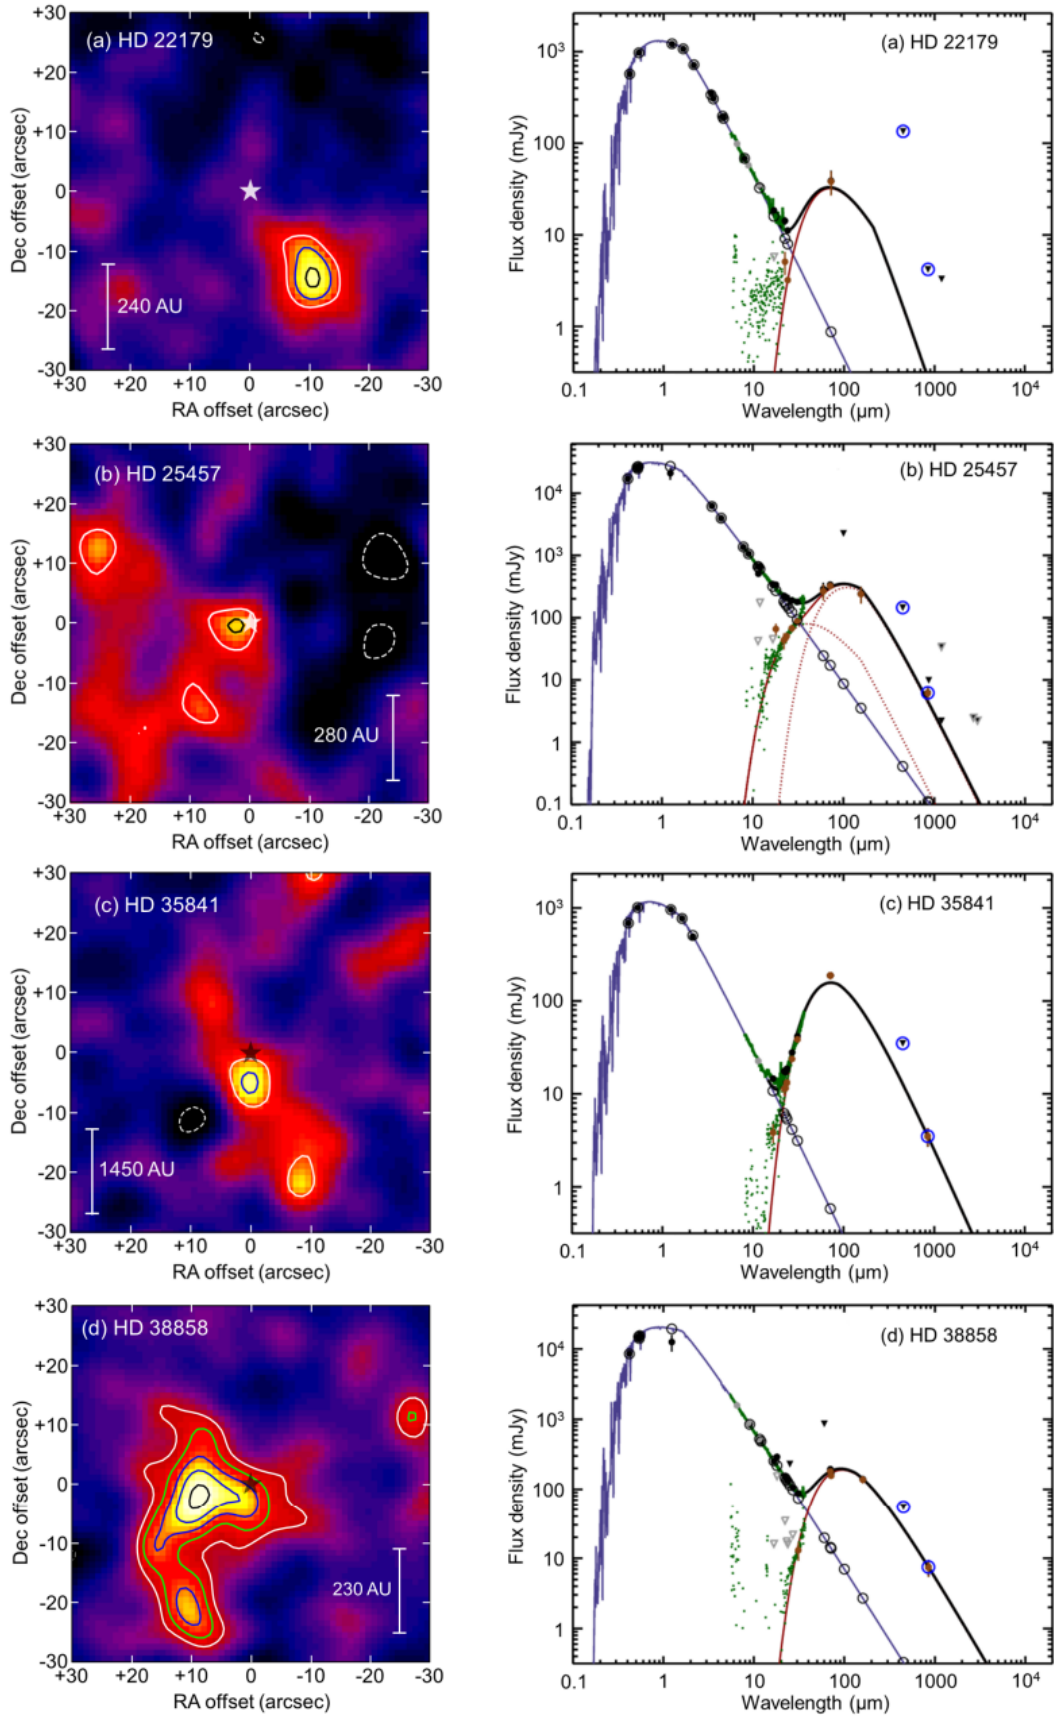 (a) HD 22179
+30
+20
+10
0
-10
-20
-30
Dec offset (arcsec)
240 AU
+30 +20 +10 0 -10 -20 -30
RA offset (arcsec)
(a) HD 22179
10³
100
10
1
Flux density (mJy)
0.1 1 10 100 1000 10⁴
Wavelength (µm)
(b) HD 25457
+30
+20
+10
0
-10
-20
-30
Dec offset (arcsec)
280 AU
+30 +20 +10 0 -10 -20 -30
RA offset (arcsec)
(b) HD 25457
10⁴
10³
100
10
1
0.1
Flux density (mJy)
0.1 1 10 100 1000 10⁴
Wavelength (µm)
(c) HD 35841
+30
+20
+10
0
-10
-20
-30
Dec offset (arcsec)
1450 AU
+30 +20 +10 0 -10 -20 -30
RA offset (arcsec)
(c) HD 35841
10³
100
10
1
Flux density (mJy)
0.1 1 10 100 1000 10⁴
Wavelength (µm)
(d) HD 38858
+30
+20
+10
0
-10
-20
-30
Dec offset (arcsec)
230 AU
+30 +20 +10 0 -10 -20 -30
RA offset (arcsec)
(d) HD 38858
10⁴
10³
100
10
1
Flux density (mJy)
0.1 1 10 100 1000 10⁴
Wavelength (µm)